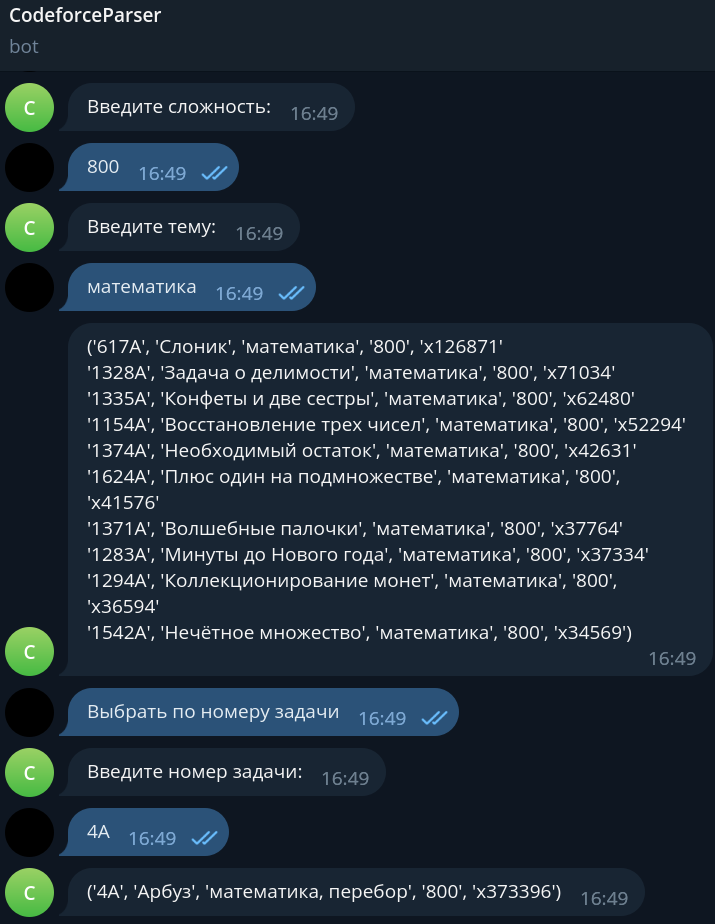 CodeforceParser
bot
C
Введите сложность: 16:49
800 16:49
C
Введите тему: 16:49
математика 16:49
('617A', 'Слоник', 'математика', '800', 'x126871'
'1328A', 'Задача о делимости', 'математика', '800', 'x71034'
'1335A', 'Конфеты и две сестры', 'математика', '800', 'x62480'
'1154A', 'Восстановление трех чисел', 'математика', '800', 'x52294'
'1374A', 'Необходимый остаток', 'математика', '800', 'x42631'
'1624A', 'Плюс один на подмножестве', 'математика', '800',
'x41576'
'1371A', 'Волшебные палочки', 'математика', '800', 'x37764'
'1283A', 'Минуты до Нового года', 'математика', '800', 'x37334'
'1294A', 'Коллекционирование монет', 'математика', '800',
'x36594'
'1542A', 'Нечётное множество', 'математика', '800', 'x34569')
C
16:49
Выбрать по номеру задачи 16:49
C
Введите номер задачи: 16:49
4A 16:49
C
('4A', 'Арбуз', 'математика, перебор', '800', 'x373396') 16:49